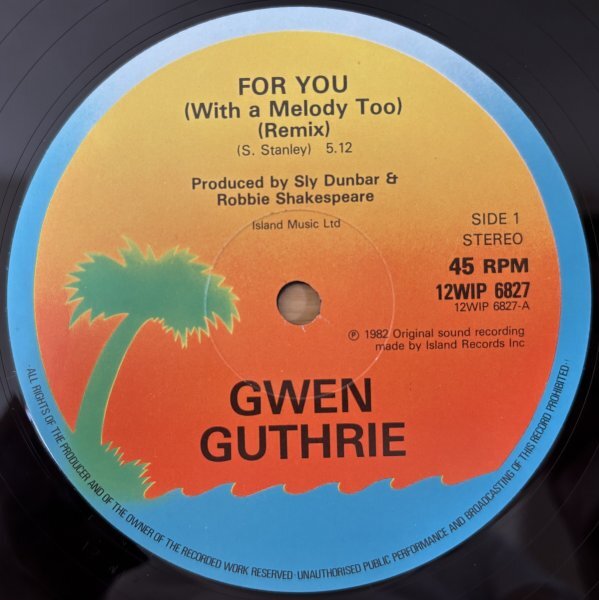 FOR YOU
(With a Melody Too)
(Remix)
(S. Stanley) 5.12
Produced by Sly Dunbar &
Robbie Shakespeare
Island Music Ltd
SIDE 1
STEREO
45 RPM
12WIP 6827
12WIP 6827-A
℗ 1982 Original sound recording
made by Island Records Inc
GWEN
GUTHRIE
·ALL RIGHTS OF THE PRODUCER AND OF THE OWNER OF THE RECORDED WORK RESERVED·UNAUTHORISED PUBLIC PERFORMANCE AND BROADCASTING OF THIS RECORD PROHIBITED·